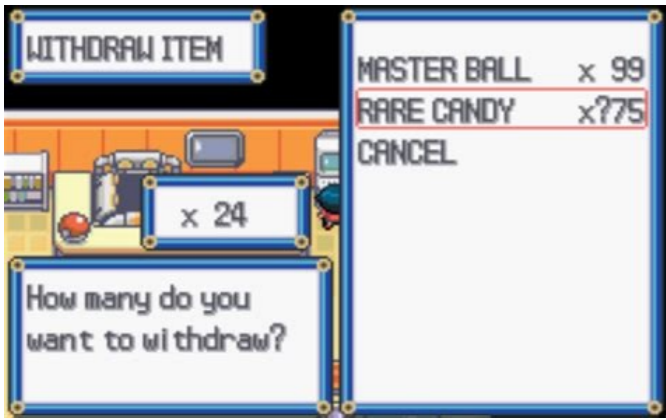 WITHDRAW ITEM
MASTER BALL x 99
RARE CANDY x?75
CANCEL
x 24
How many do you
want to withdraw?